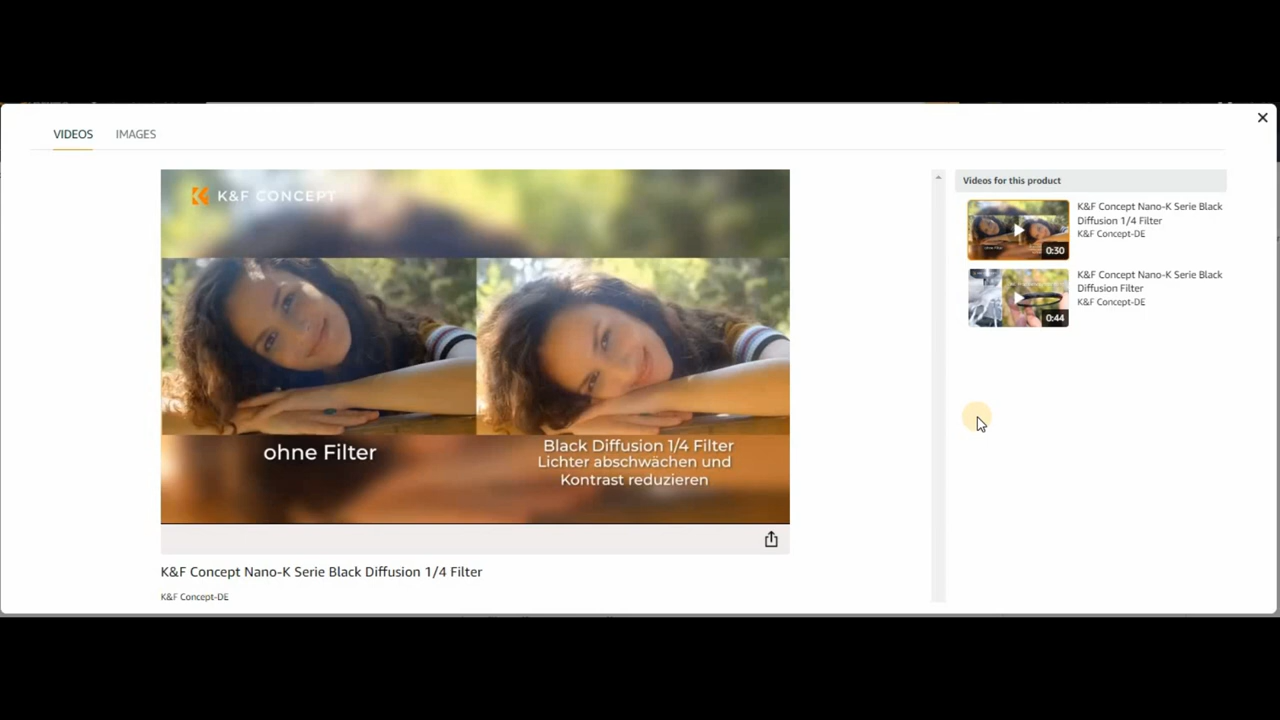 VIDEOS IMAGES
K&F CONCEPT
ohne Filter
Black Diffusion 1/4 Filter
Lichter abschwächen und
Kontrast reduzieren
K&F Concept Nano-K Serie Black Diffusion 1/4 Filter
K&F Concept-DE
Videos for this product
K&F Concept Nano-K Serie Black
Diffusion 1/4 Filter
K&F Concept-DE
0:30
K&F Concept Nano-K Serie Black
Diffusion Filter
K&F Concept-DE
0:44